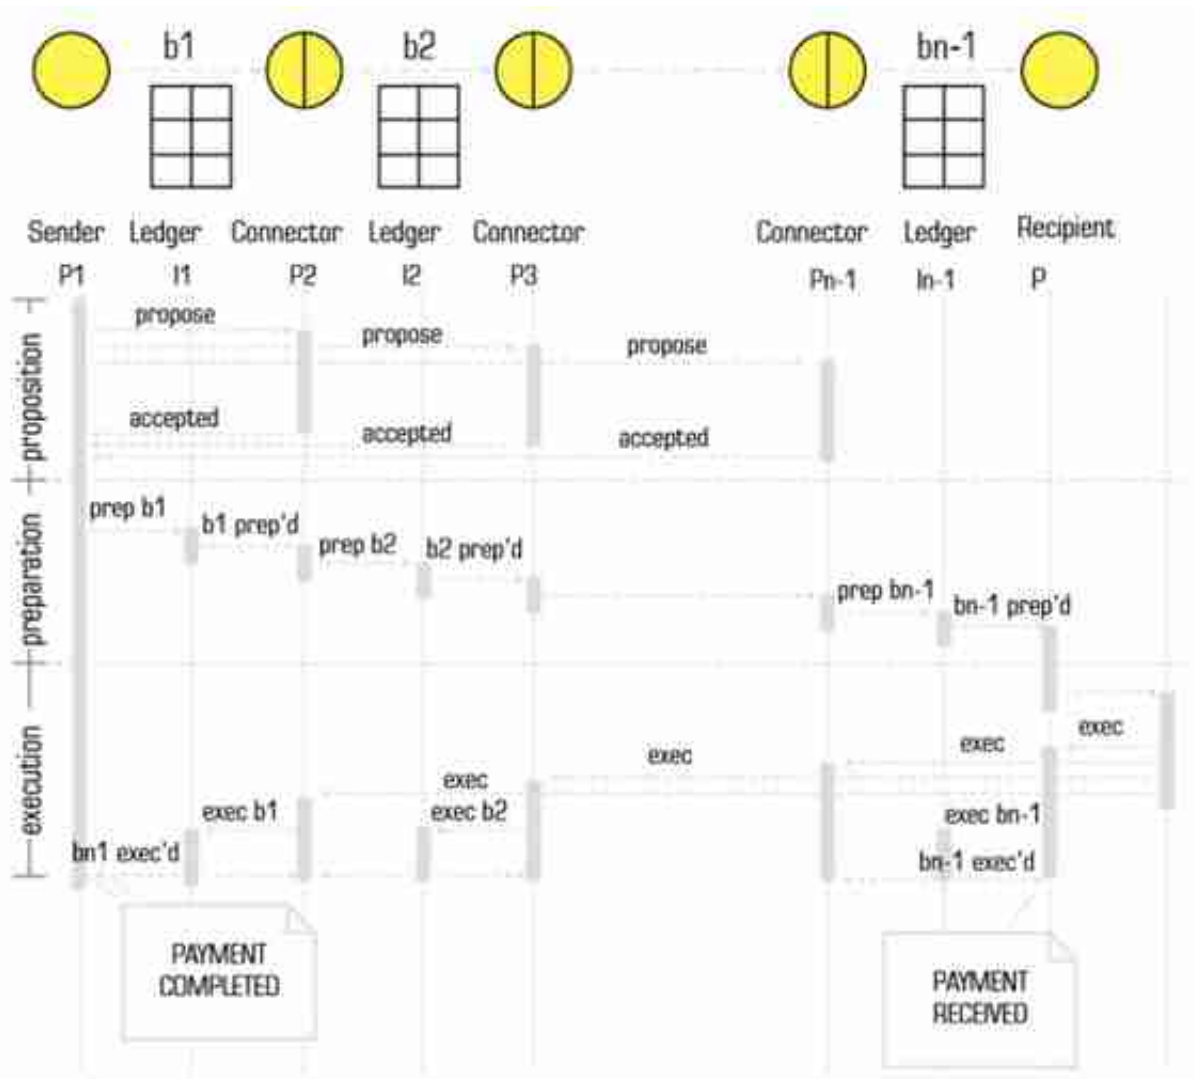 b1 b2 bn-1
Sender Ledger Connector Ledger Connector Connector Ledger Recipient
P1 l1 P2 l2 P3 Pn-1 ln-1 P
proposition
propose
propose
propose
accepted
accepted
accepted
preparation
prep b1
b1 prep'd
prep b2
b2 prep'd
prep bn-1
bn-1 prep'd
execution
exec
exec
exec
exec
exec b1
exec b2
exec bn-1
bn1 exec'd
bn-1 exec'd
PAYMENT
COMPLETED
PAYMENT
RECEIVED